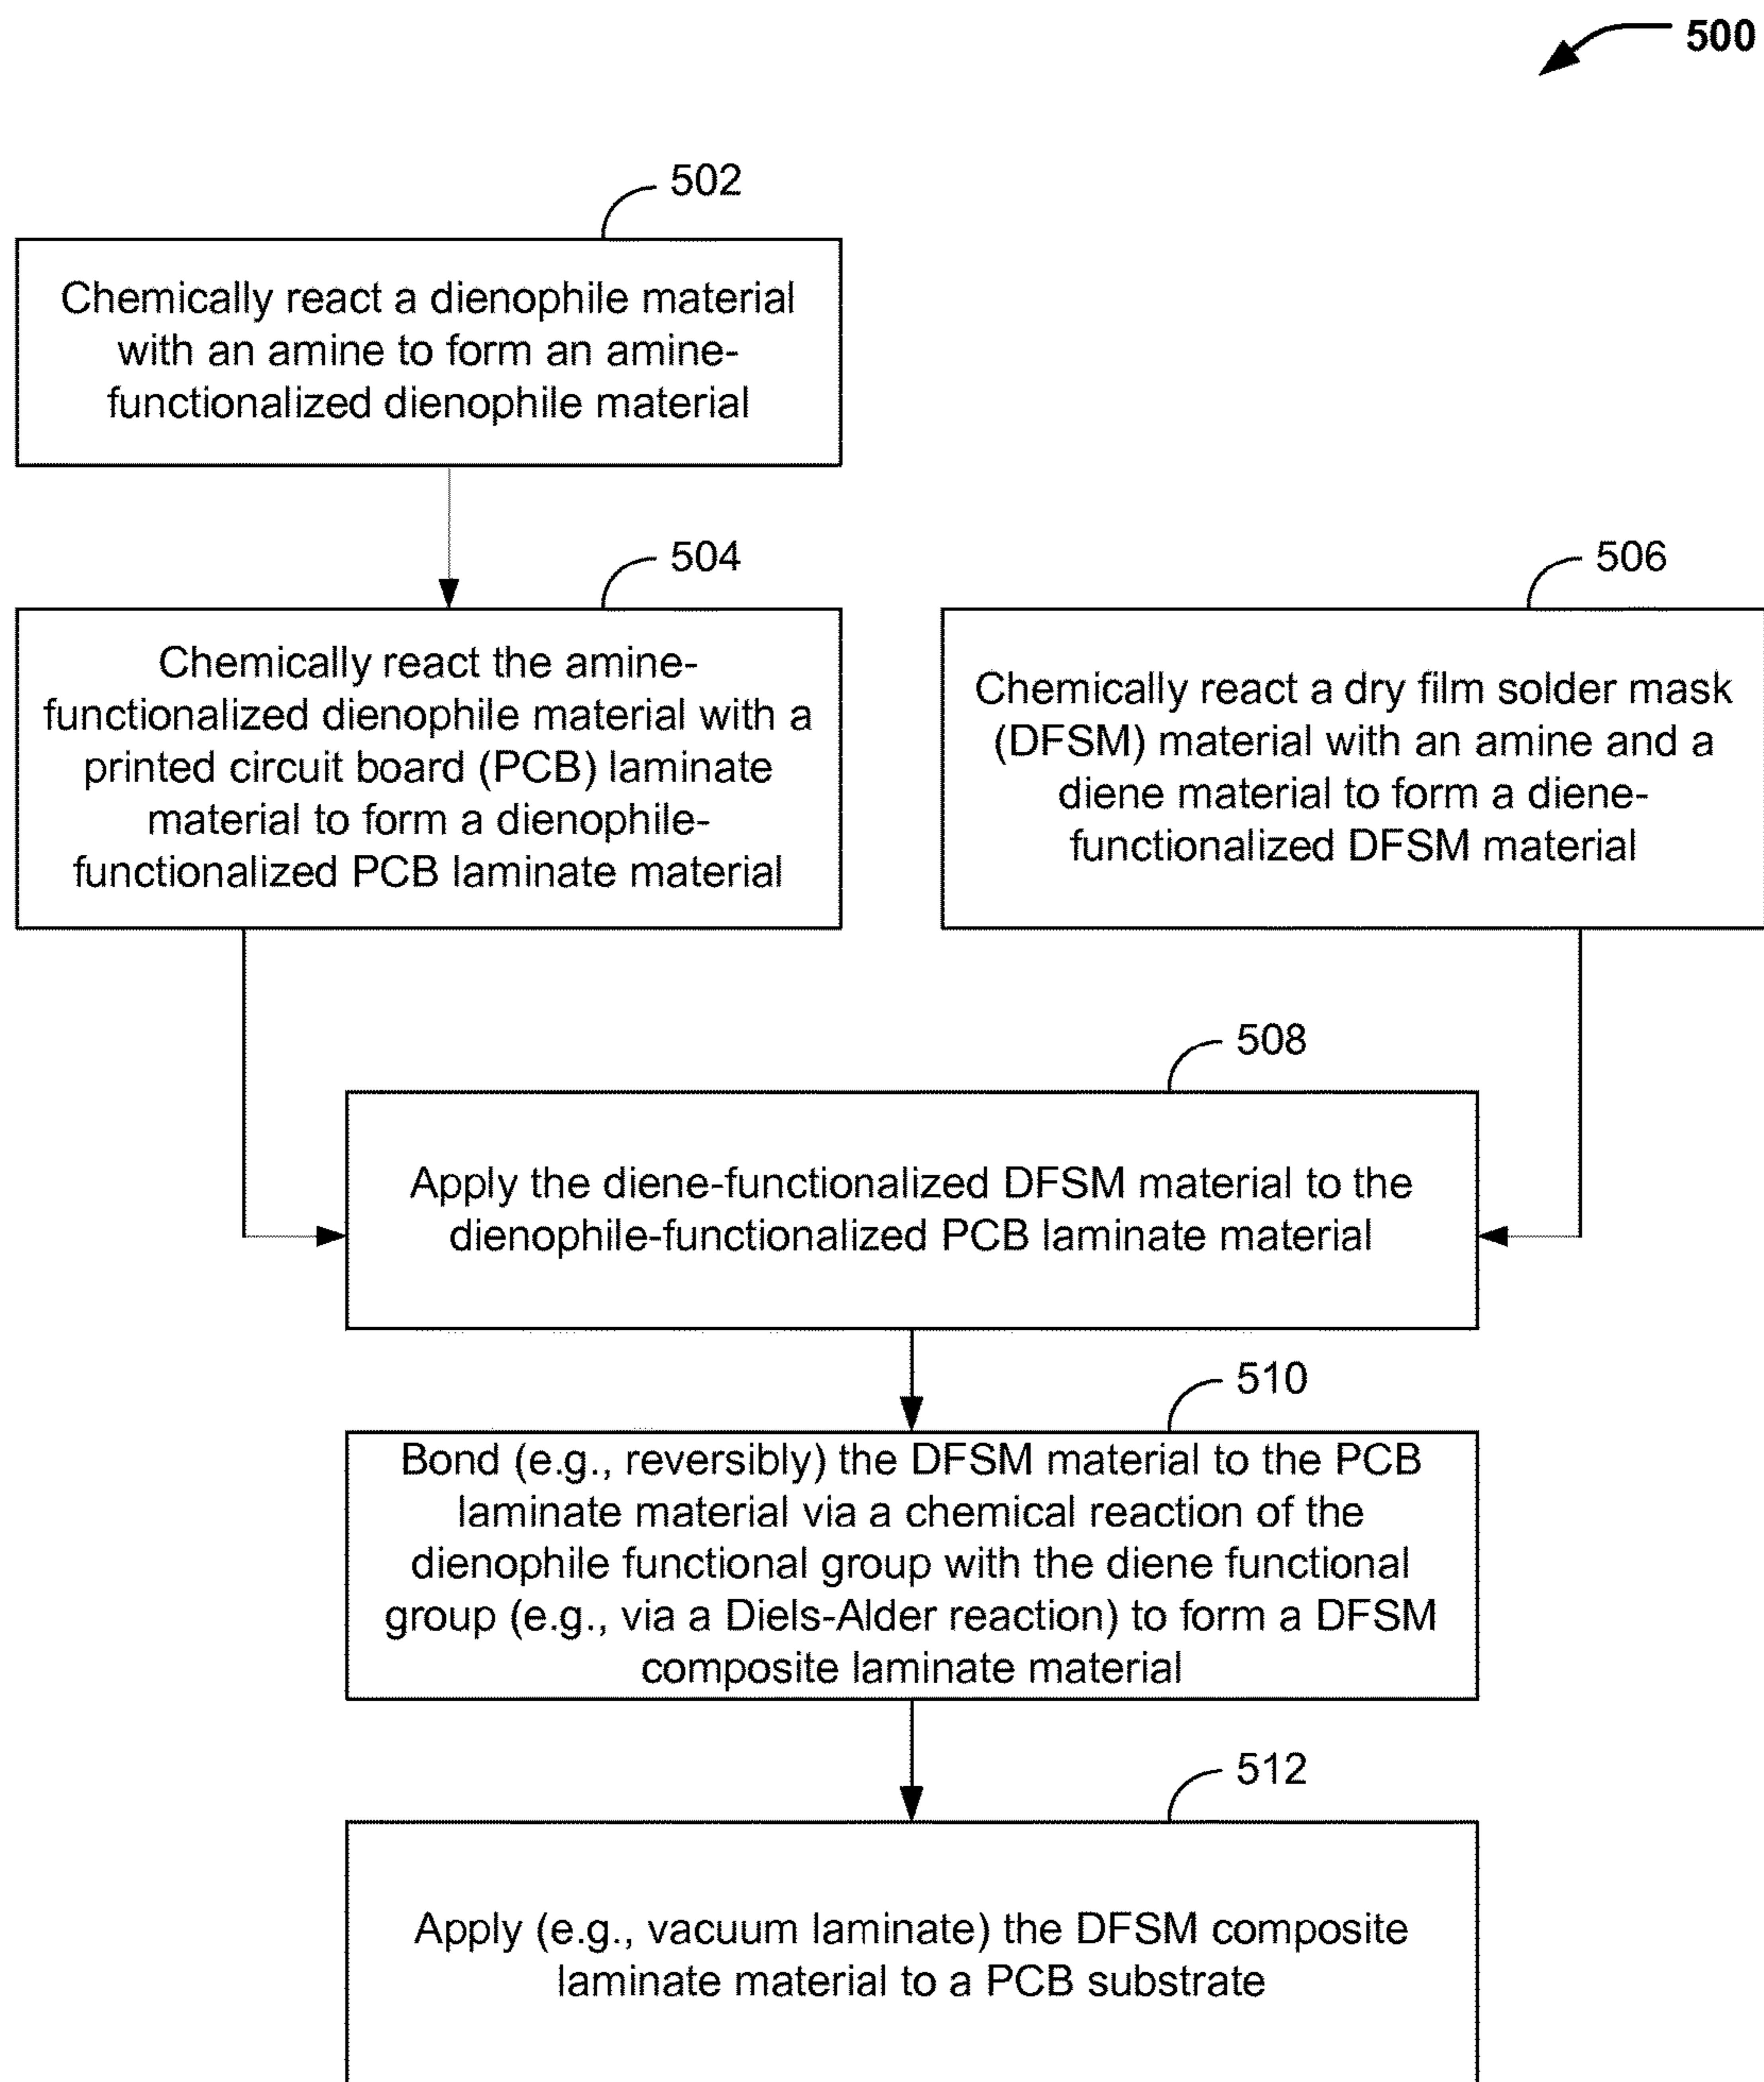 500
502
Chemically react a dienophile material
with an amine to form an amine-
functionalized dienophile material
504
Chemically react the amine-
functionalized dienophile material with a
printed circuit board (PCB) laminate
material to form a dienophile-
functionalized PCB laminate material
506
Chemically react a dry film solder mask
(DFSM) material with an amine and a
diene material to form a diene-
functionalized DFSM material
508
Apply the diene-functionalized DFSM material to the
dienophile-functionalized PCB laminate material
510
Bond (e.g., reversibly) the DFSM material to the PCB
laminate material via a chemical reaction of the
dienophile functional group with the diene functional
group (e.g., via a Diels-Alder reaction) to form a DFSM
composite laminate material
512
Apply (e.g., vacuum laminate) the DFSM composite
laminate material to a PCB substrate